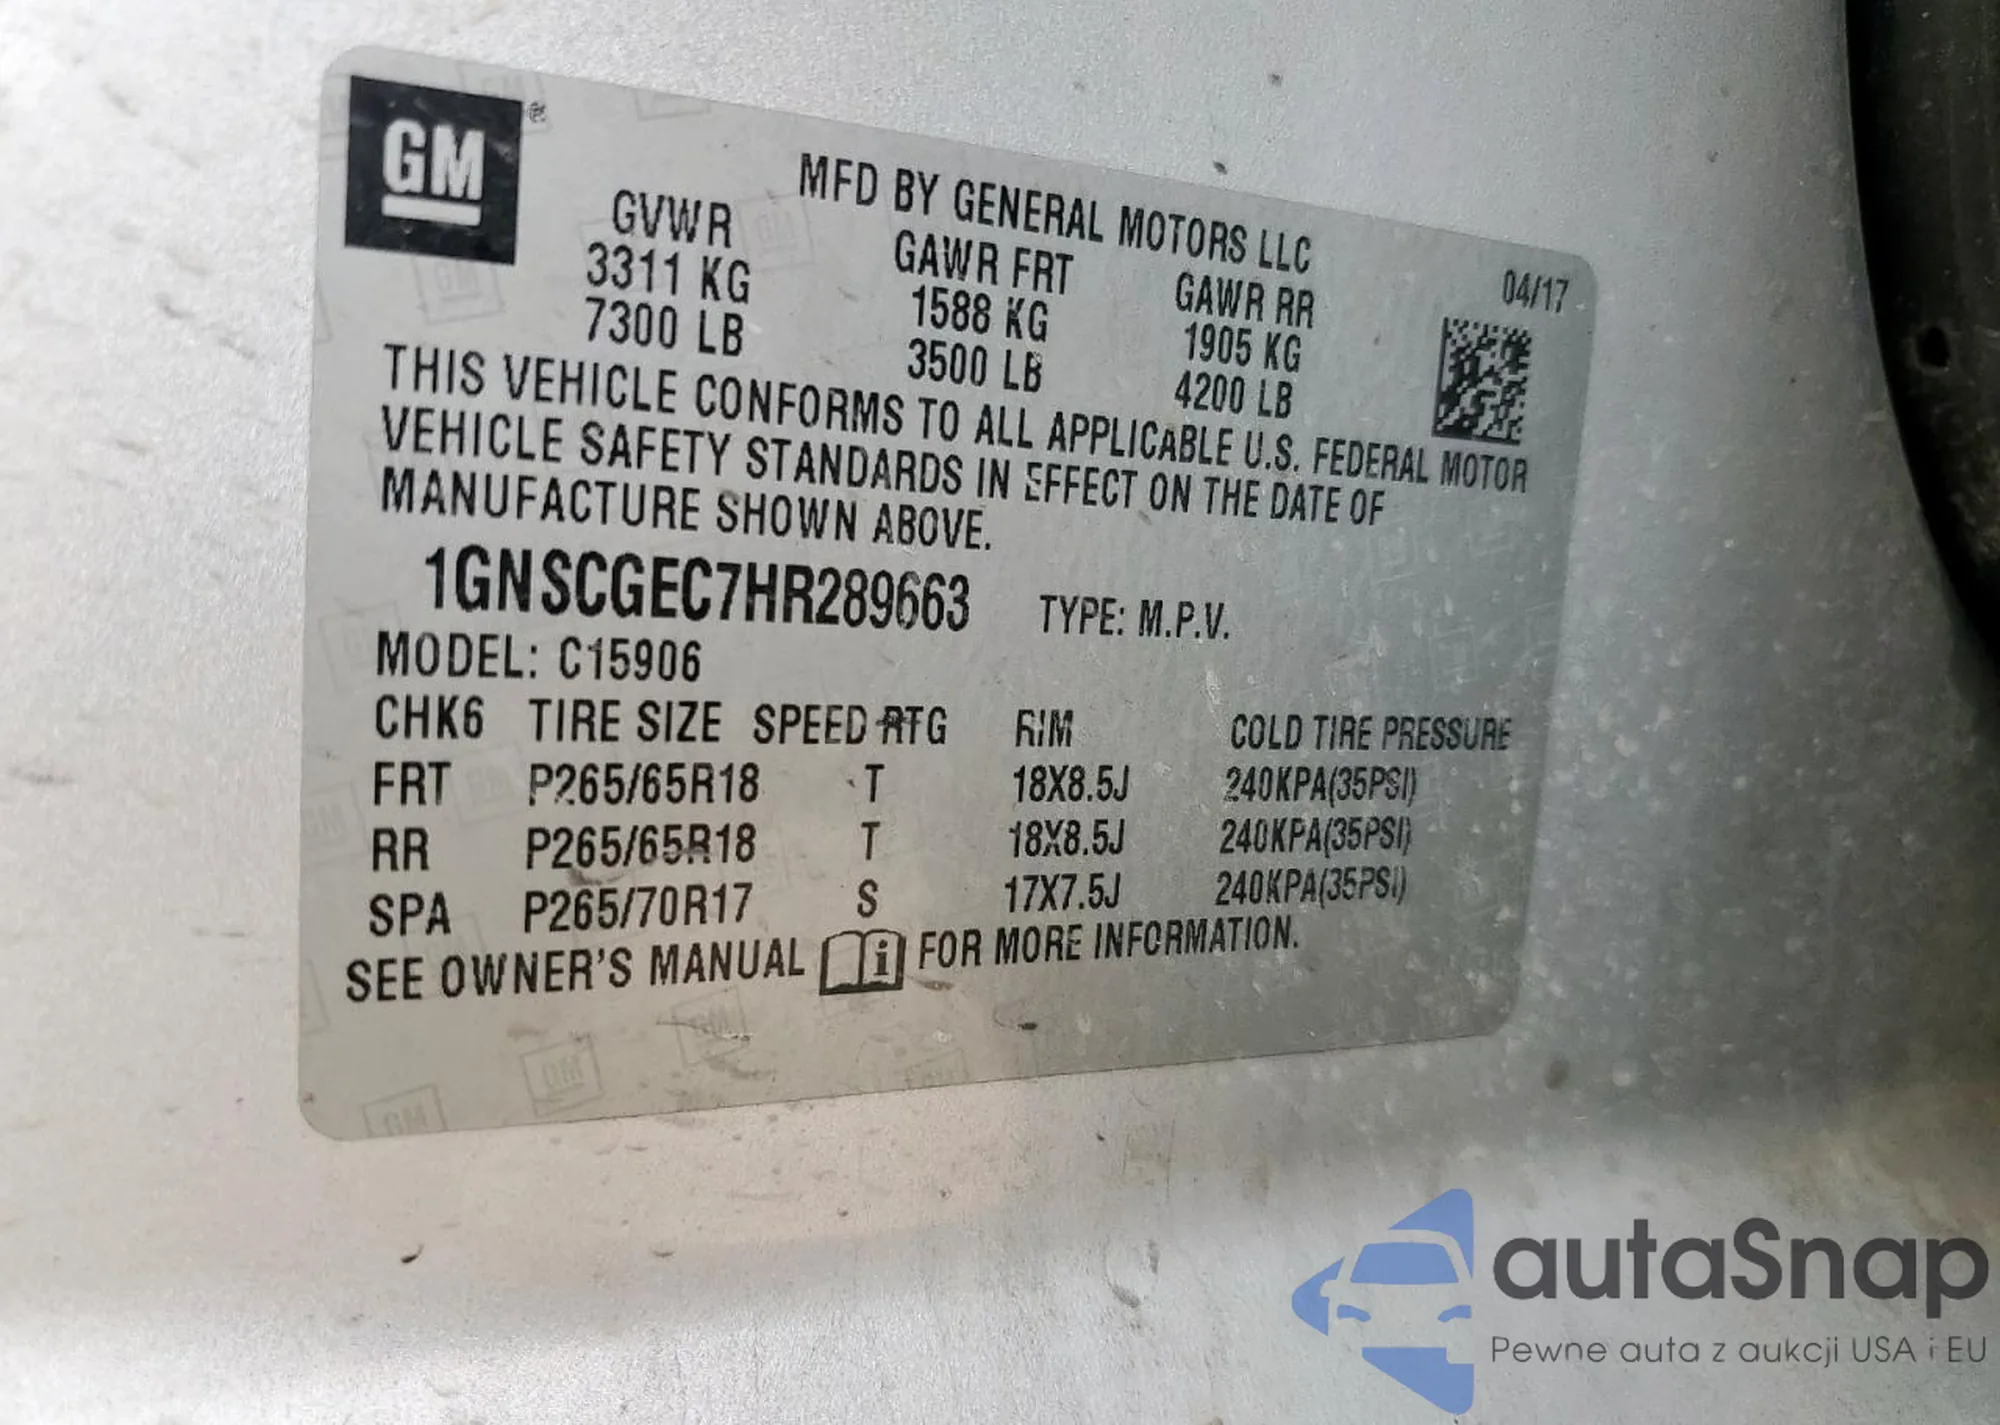 GM
MFD BY GENERAL MOTORS LLC
04/17
GVWR GAWR FRT GAWR RR
3311 KG 1588 KG 1905 KG
7300 LB 3500 LB 4200 LB
THIS VEHICLE CONFORMS TO ALL APPLICABLE U.S. FEDERAL MOTOR
VEHICLE SAFETY STANDARDS IN EFFECT ON THE DATE OF
MANUFACTURE SHOWN ABOVE.
1GNSCGEC7HR289663 TYPE: M.P.V.
MODEL: C15906
CHK6 TIRE SIZE SPEED RTG RIM COLD TIRE PRESSURE
FRT P265/65R18 T 18X8.5J 240KPA(35PSI)
RR P265/65R18 T 18X8.5J 240KPA(35PSI)
SPA P265/70R17 S 17X7.5J 240KPA(35PSI)
SEE OWNER'S MANUAL i FOR MORE INFORMATION.
autaSnap
Pewne auta z aukcji USA i EU